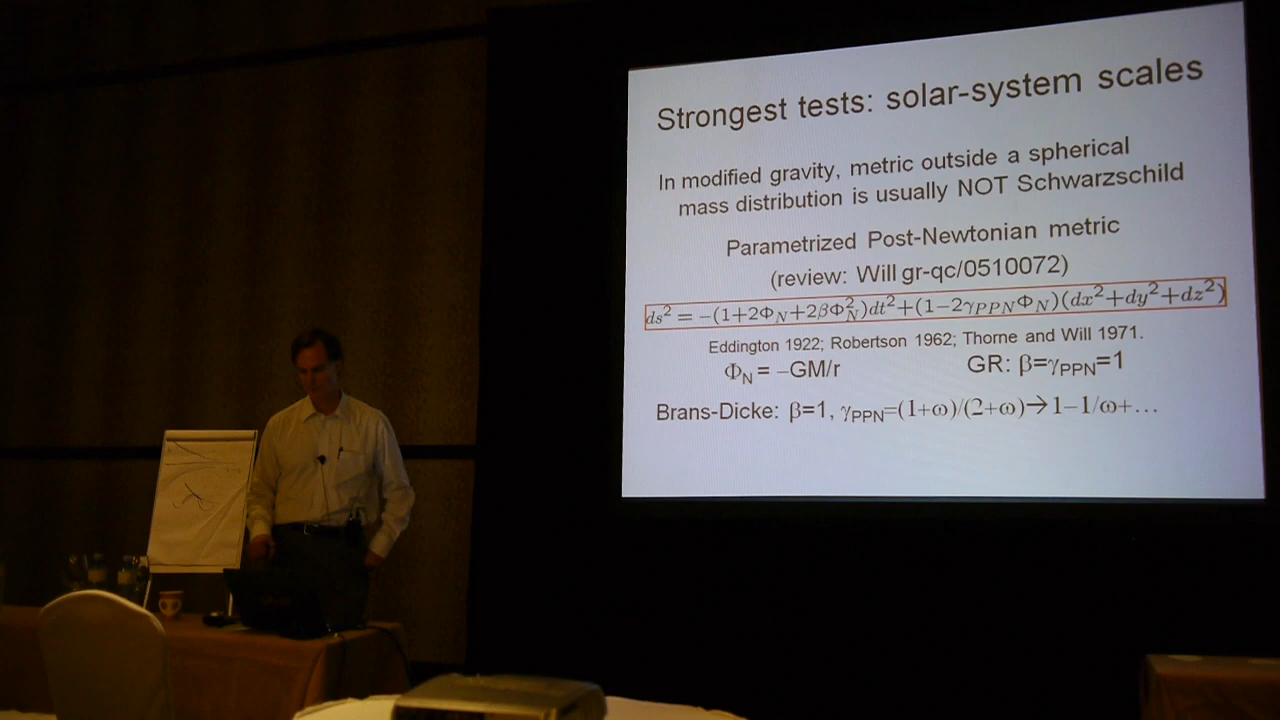 Strongest tests: solar-system scales
In modified gravity, metric outside a spherical
mass distribution is usually NOT Schwarzschild
Parametrized Post-Newtonian metric
(review: Will gr-qc/0510072)
ds² = −(1+2Φ_N+2βΦ_N²)dt²+(1−2γ_PPNΦ_N)(dx²+dy²+dz²)
Eddington 1922; Robertson 1962; Thorne and Will 1971.
Φ_N = −GM/r GR: β=γ_PPN=1
Brans-Dicke: β=1, γ_PPN=(1+ω)/(2+ω)→1−1/ω+…